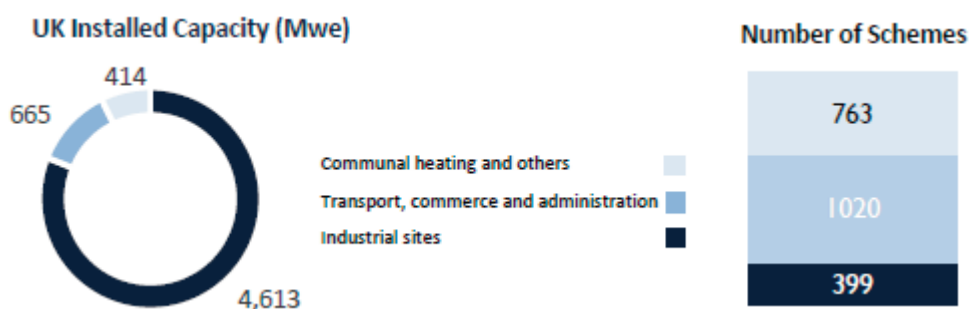 UK Installed Capacity (Mwe)
414
665
4,613
Communal heating and others
Transport, commerce and administration
Industrial sites
Number of Schemes
763
1020
399